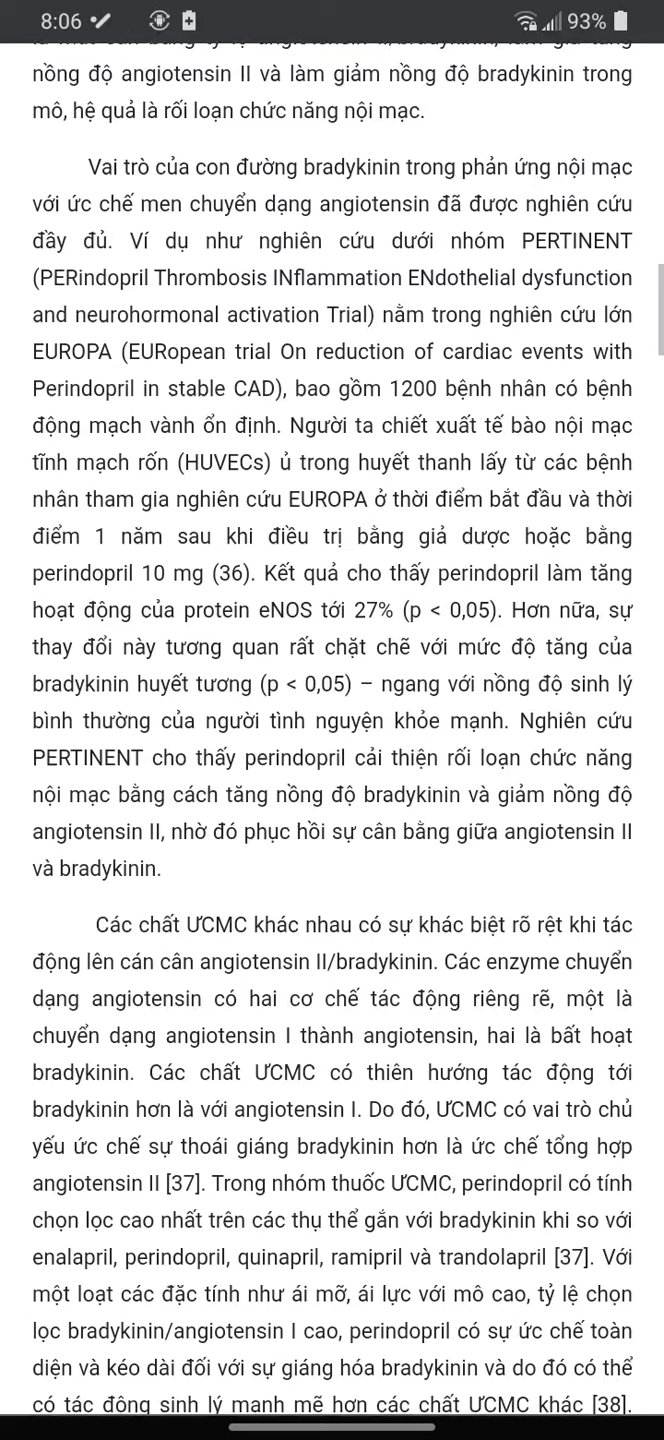 8:06
93%
nồng độ angiotensin II và làm giảm nồng độ bradykinin trong
mô, hệ quả là rối loạn chức năng nội mạc.
Vai trò của con đường bradykinin trong phản ứng nội mạc
với ức chế men chuyển dạng angiotensin đã được nghiên cứu
đầy đủ. Ví dụ như nghiên cứu dưới nhóm PERTINENT
(PERindopril Thrombosis INflammation ENdothelial dysfunction
and neurohormonal activation Trial) nằm trong nghiên cứu lớn
EUROPA (EURopean trial On reduction of cardiac events with
Perindopril in stable CAD), bao gồm 1200 bệnh nhân có bệnh
động mạch vành ổn định. Người ta chiết xuất tế bào nội mạc
tĩnh mạch rốn (HUVECs) ủ trong huyết thanh lấy từ các bệnh
nhân tham gia nghiên cứu EUROPA ở thời điểm bắt đầu và thời
điểm 1 năm sau khi điều trị bằng giả dược hoặc bằng
perindopril 10 mg (36). Kết quả cho thấy perindopril làm tăng
hoạt động của protein eNOS tới 27% (p < 0,05). Hơn nữa, sự
thay đổi này tương quan rất chặt chẽ với mức độ tăng của
bradykinin huyết tương (p < 0,05) – ngang với nồng độ sinh lý
bình thường của người tình nguyện khỏe mạnh. Nghiên cứu
PERTINENT cho thấy perindopril cải thiện rối loạn chức năng
nội mạc bằng cách tăng nồng độ bradykinin và giảm nồng độ
angiotensin II, nhờ đó phục hồi sự cân bằng giữa angiotensin II
và bradykinin.
Các chất ƯCMC khác nhau có sự khác biệt rõ rệt khi tác
động lên cán cân angiotensin II/bradykinin. Các enzyme chuyển
dạng angiotensin có hai cơ chế tác động riêng rẽ, một là
chuyển dạng angiotensin I thành angiotensin, hai là bất hoạt
bradykinin. Các chất ƯCMC có thiên hướng tác động tới
bradykinin hơn là với angiotensin I. Do đó, ƯCMC có vai trò chủ
yếu ức chế sự thoái giáng bradykinin hơn là ức chế tổng hợp
angiotensin II [37]. Trong nhóm thuốc ƯCMC, perindopril có tính
chọn lọc cao nhất trên các thụ thể gắn với bradykinin khi so với
enalapril, perindopril, quinapril, ramipril và trandolapril [37]. Với
một loạt các đặc tính như ái mỡ, ái lực với mô cao, tỷ lệ chọn
lọc bradykinin/angiotensin I cao, perindopril có sự ức chế toàn
diện và kéo dài đối với sự giáng hóa bradykinin và do đó có thể
có tác động sinh lý mạnh mẽ hơn các chất ƯCMC khác [38].